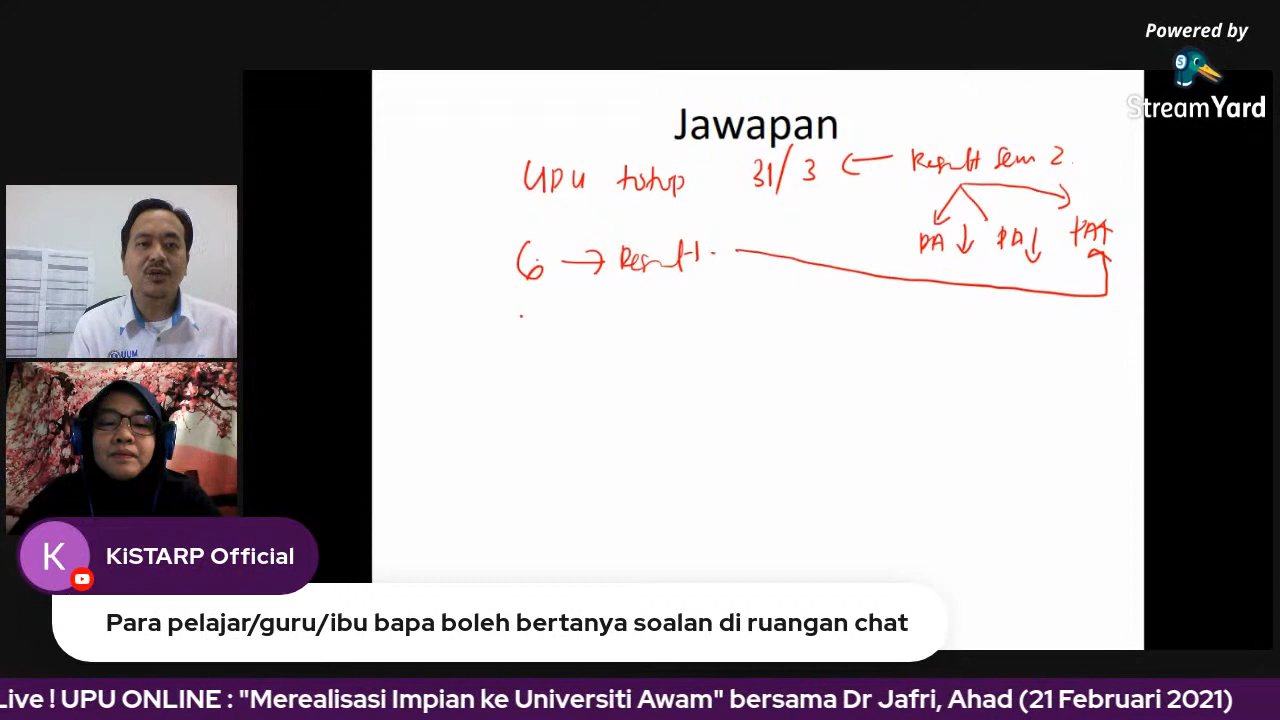 Powered by
StreamYard
Jawapan
UPU tutup 31/3 ← Result Sem 2.
PA ↓ PA ↓ PA↑
6 → Result.
UUM
K
KiSTARP Official
Para pelajar/guru/ibu bapa boleh bertanya soalan di ruangan chat
Live ! UPU ONLINE : "Merealisasi Impian ke Universiti Awam" bersama Dr Jafri, Ahad (21 Februari 2021)